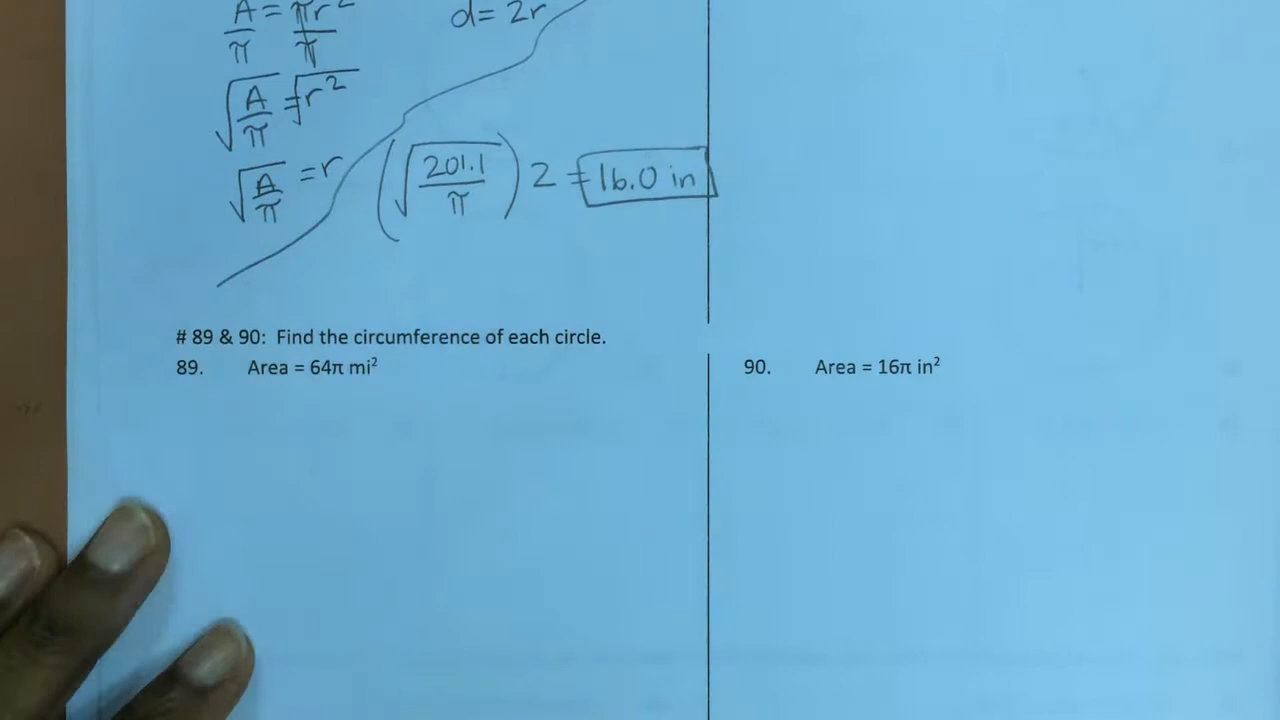 A = πr² d = 2r
π π
√(A/π) = √r²
√(A/π) = r (√(201.1/π)) 2 = 16.0 in
# 89 & 90: Find the circumference of each circle.
89. Area = 64π mi²
90. Area = 16π in²